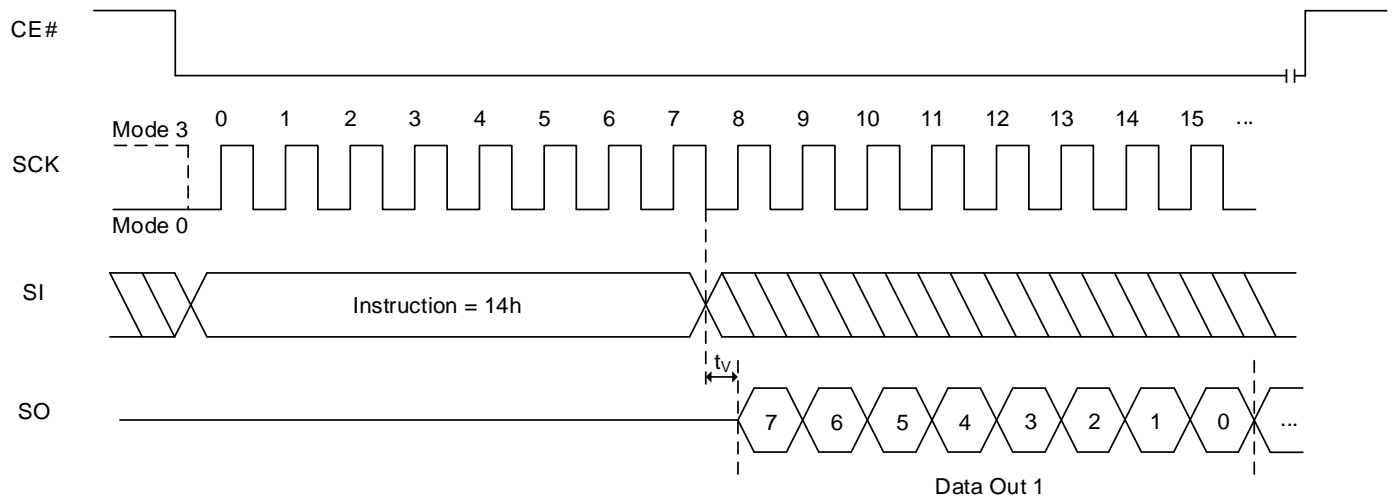 CE#
Mode 3 0 1 2 3 4 5 6 7 8 9 10 11 12 13 14 15 ...
SCK
Mode 0
SI Instruction = 14h
tV
SO 7 6 5 4 3 2 1 0 ...
Data Out 1